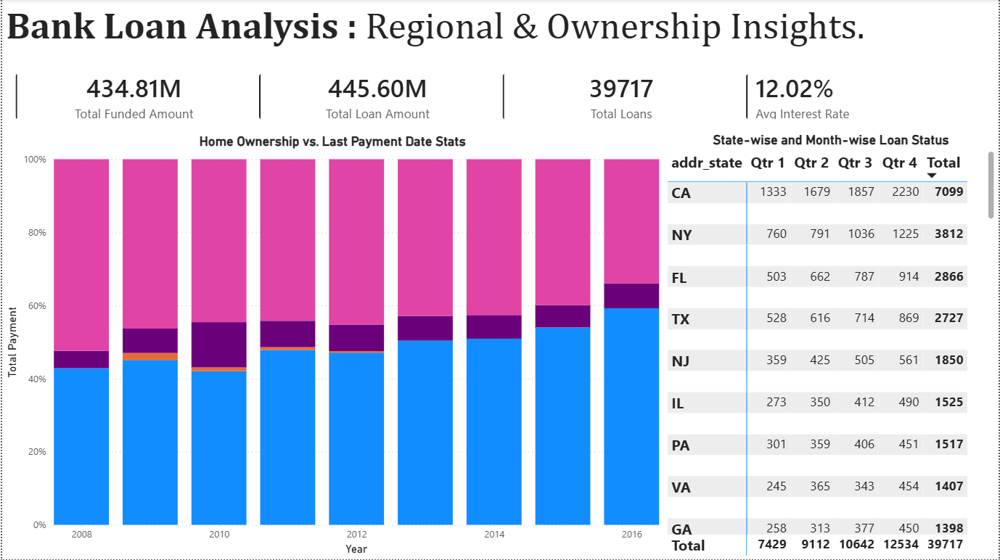 Bank Loan Analysis : Regional & Ownership Insights.
434.81M
Total Funded Amount
445.60M
Total Loan Amount
39717
Total Loans
12.02%
Avg Interest Rate
Home Ownership vs. Last Payment Date Stats
Total Payment
100%
80%
60%
40%
20%
0%
2008 2010 2012 2014 2016
Year
State-wise and Month-wise Loan Status
addr_state Qtr 1 Qtr 2 Qtr 3 Qtr 4 Total
CA 1333 1679 1857 2230 7099
NY 760 791 1036 1225 3812
FL 503 662 787 914 2866
TX 528 616 714 869 2727
NJ 359 425 505 561 1850
IL 273 350 412 490 1525
PA 301 359 406 451 1517
VA 245 365 343 454 1407
GA 258 313 377 450 1398
Total 7429 9112 10642 12534 39717